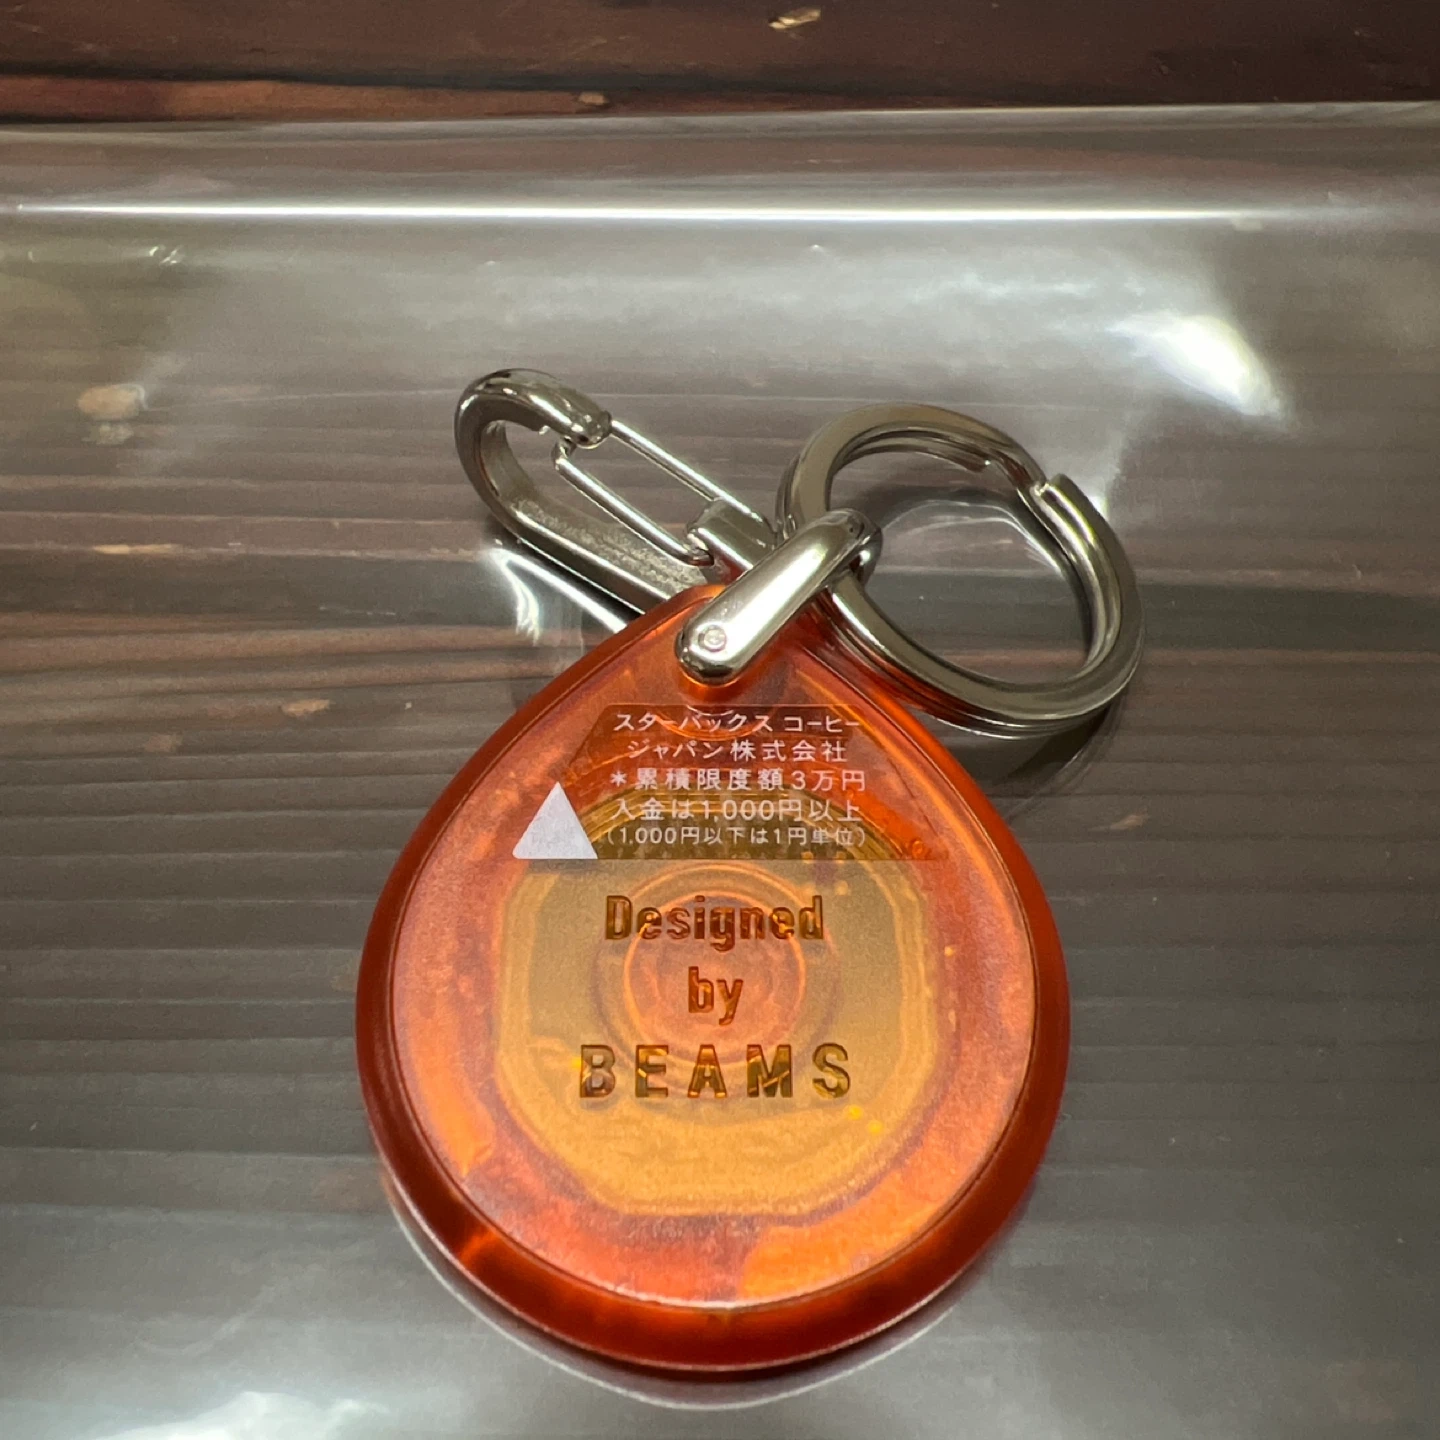 スターバックス コーヒー
ジャパン株式会社
*累積限度額3万円
入金は1,000円以上
(1,000円以下は1円単位)
Designed
by
BEAMS